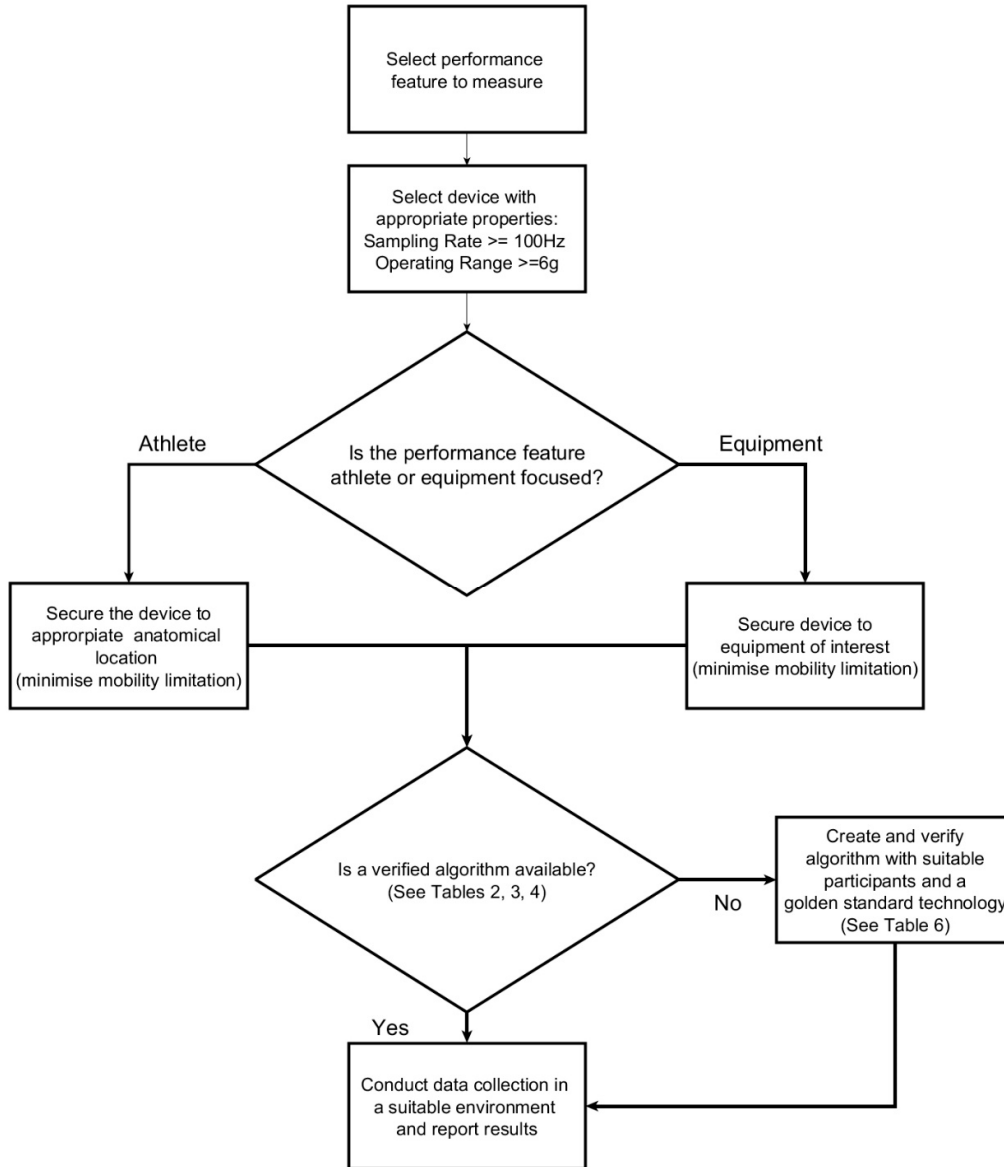 Select performance
feature to measure
Select device with
appropriate properties:
Sampling Rate >= 100Hz
Operating Range >=6g
Athlete
Equipment
Is the performance feature
athlete or equipment focused?
Secure the device to
approrpiate anatomical
location
(minimise mobility limitation)
Secure device to
equipment of interest
(minimise mobility limitation)
Is a verified algorithm available?
(See Tables 2, 3, 4)
No
Create and verify
algorithm with suitable
participants and a
golden standard technology
(See Table 6)
Yes
Conduct data collection in
a suitable environment
and report results